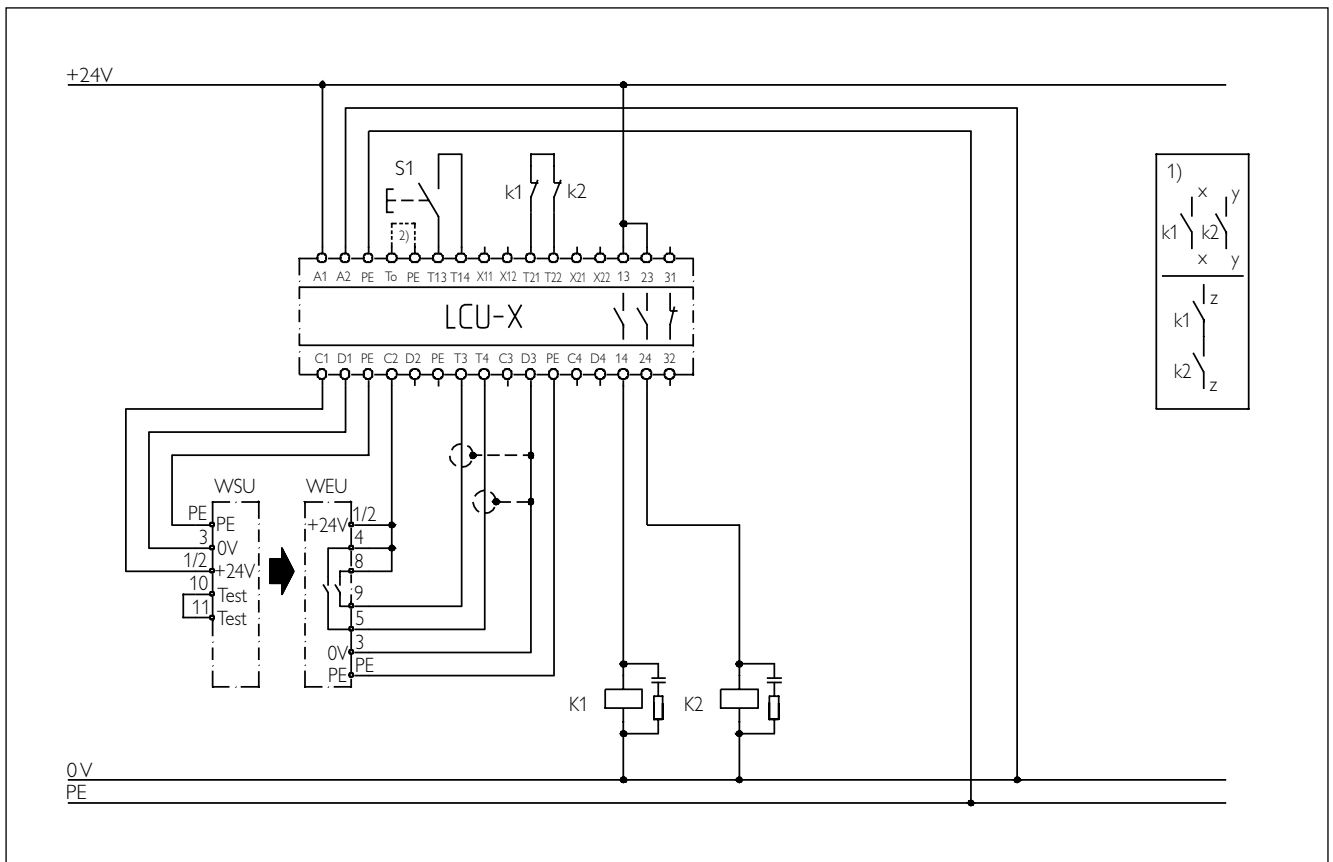 +24V
S1
k1
k2
2)
A1 A2 PE To PE T13 T14 X11 X12 T21 T22 X21 X22 13 23 31
LCU-X
C1 D1 PE C2 D2 PE T3 T4 C3 D3 PE C4 D4 14 24 32
WSU
PE PE
3 0V
1/2 +24V
10 Test
11 Test
WEU
+24V 1/2
4
8
9
5
0V 3
PE PE
K1
K2
0V
PE
1)
x y
k1 k2
x y
z
k1
k2
z